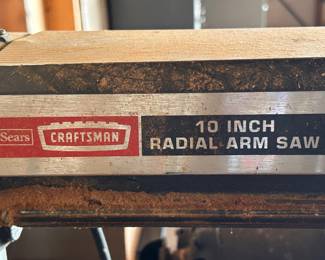 Sears
CRAFTSMAN
10 INCH
RADIAL ARM SAW